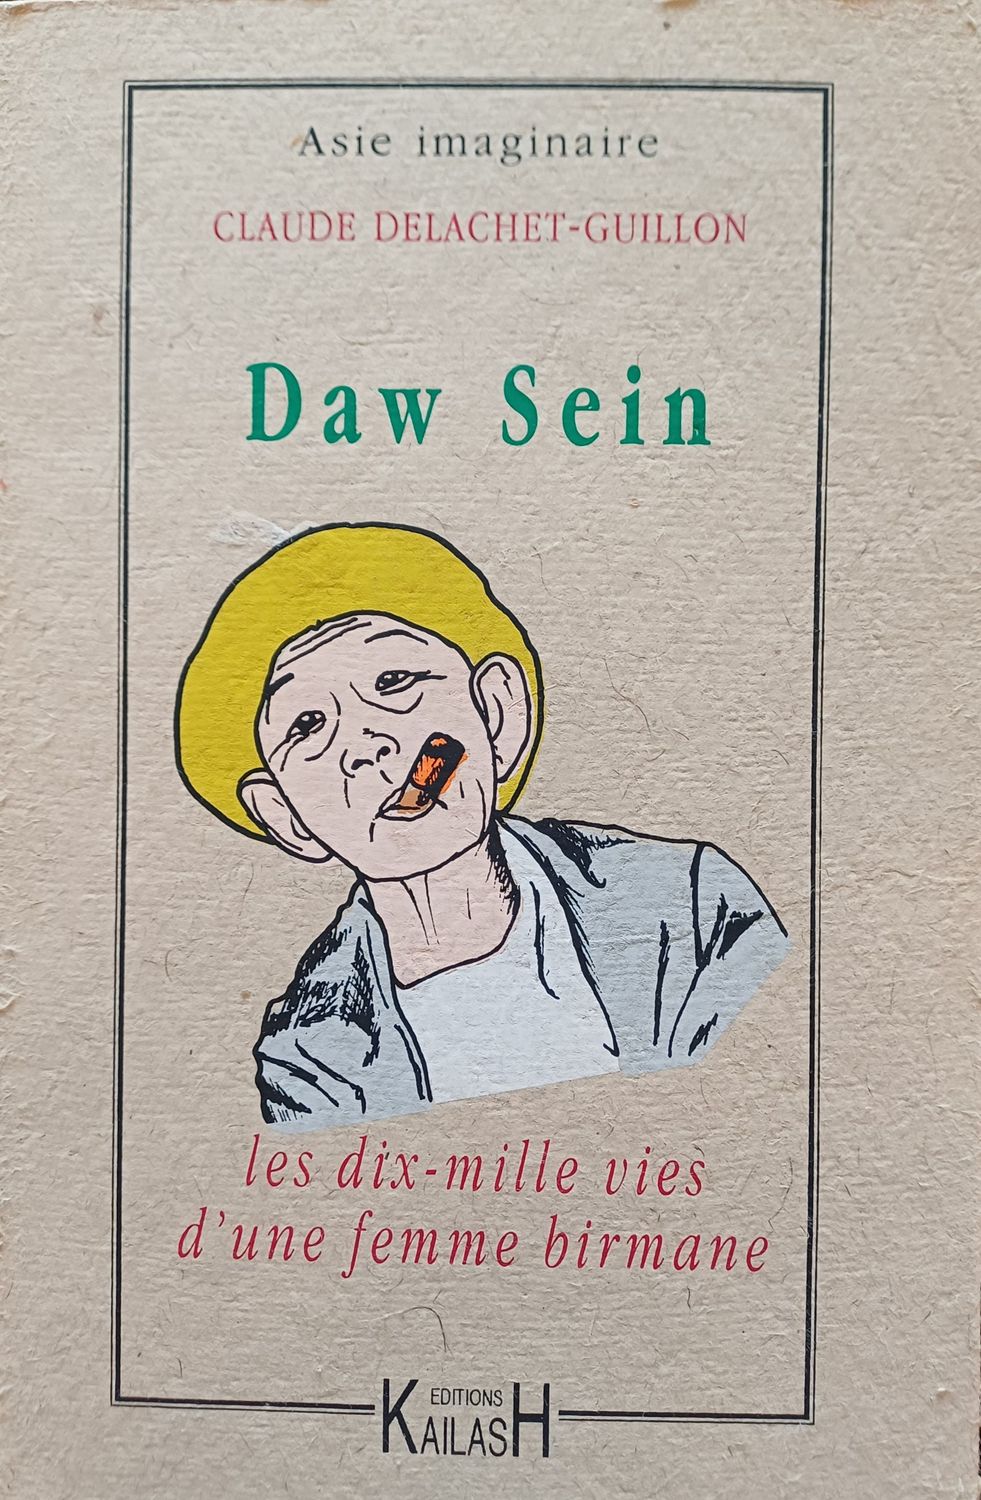 Asie imaginaire
CLAUDE DELACHET-GUILLON
Daw Sein
les dix-mille vies
d'une femme birmane
EDITIONS
KAILASH